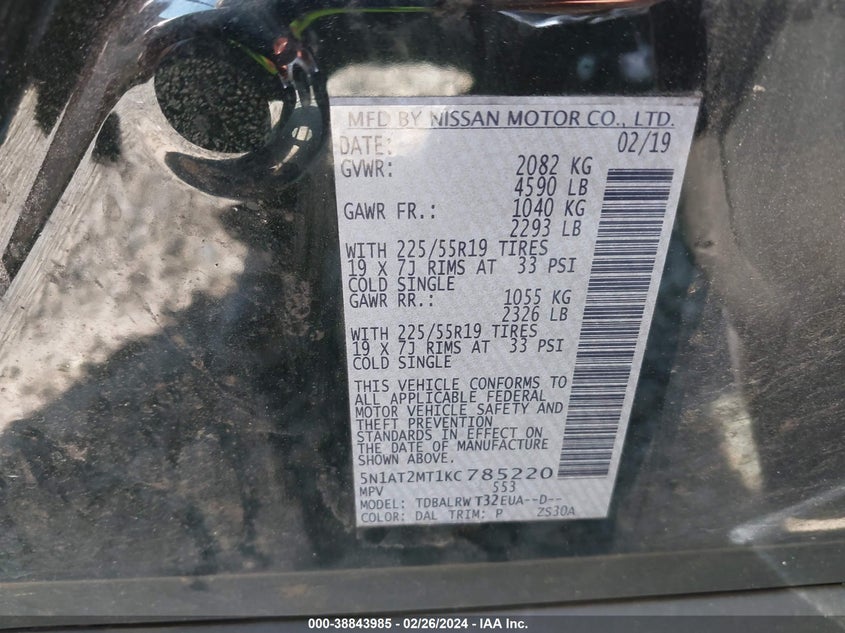 MFD BY NISSAN MOTOR CO., LTD.
DATE: 02/19
GVWR: 2082 KG
4590 LB
GAWR FR.: 1040 KG
2293 LB
WITH 225/55R19 TIRES
19 X 7J RIMS AT 33 PSI
COLD SINGLE
GAWR RR.: 1055 KG
2326 LB
WITH 225/55R19 TIRES
19 X 7J RIMS AT 33 PSI
COLD SINGLE
THIS VEHICLE CONFORMS TO
ALL APPLICABLE FEDERAL
MOTOR VEHICLE SAFETY AND
THEFT PREVENTION
STANDARDS IN EFFECT ON
THE DATE OF MANUFACTURE
SHOWN ABOVE.
5N1AT2MT1KC785220
MPV 553
MODEL: TDBALRW T32EUA--D--
COLOR: DAL TRIM: P ZS30A
000-38843985 - 02/26/2024 - IAA Inc.